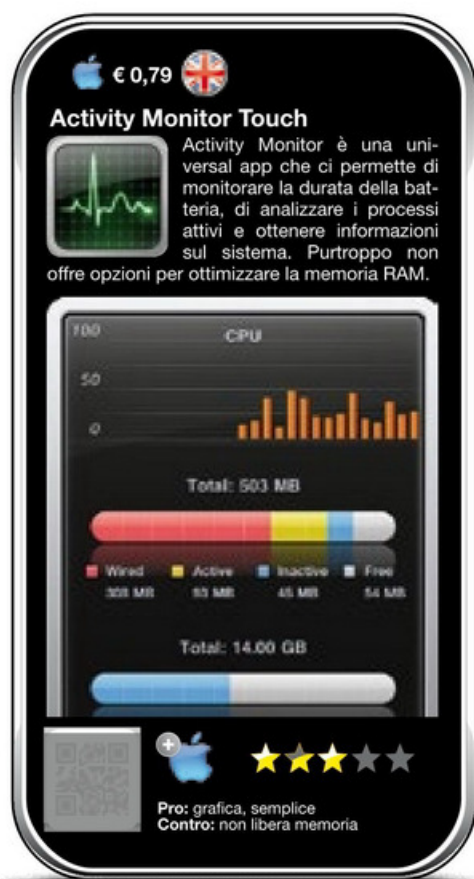 € 0,79
Activity Monitor Touch
Activity Monitor è una uni-
versal app che ci permette di
monitorare la durata della bat-
teria, di analizzare i processi
attivi e ottenere informazioni
sul sistema. Purtroppo non
offre opzioni per ottimizzare la memoria RAM.
100
CPU
50
0
Total: 503 MB
Wired Active Inactive Free
308 MB 93 MB 45 MB 54 MB
Total: 14.00 GB
Pro: grafica, semplice
Contro: non libera memoria